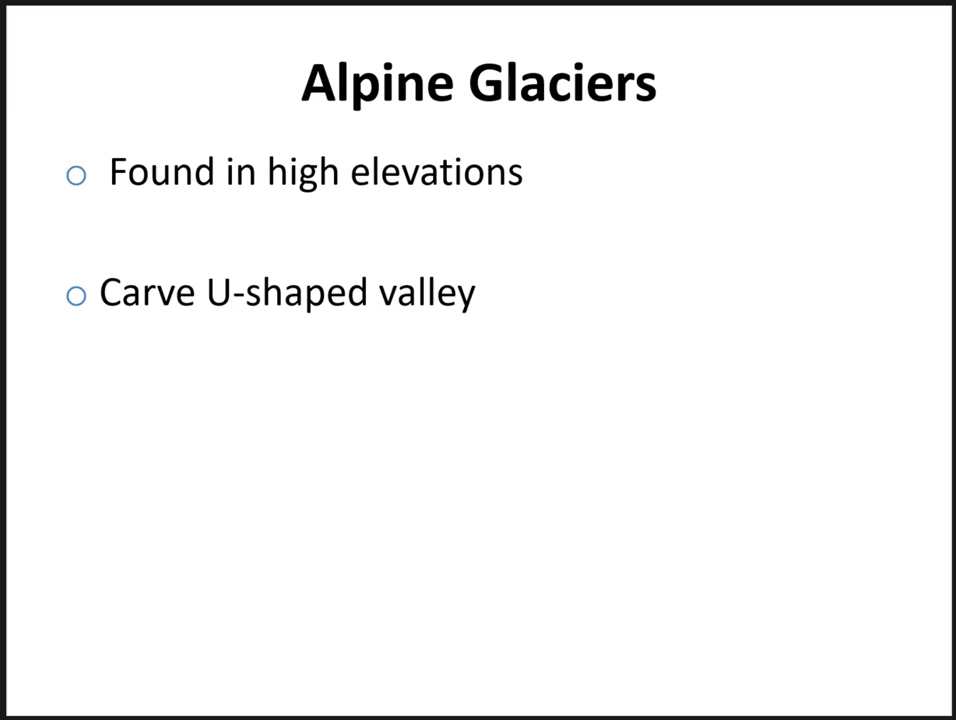 Alpine Glaciers
Found in high elevations
Carve U-shaped valley